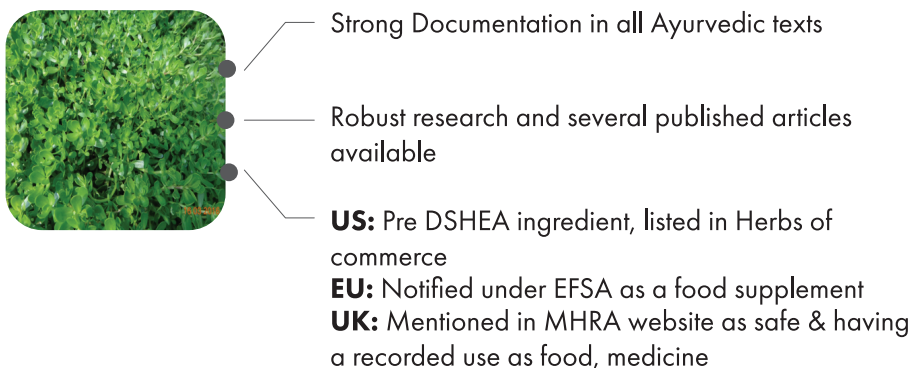 Strong Documentation in all Ayurvedic texts
Robust research and several published articles
available
US: Pre DSHEA ingredient, listed in Herbs of
commerce
EU: Notified under EFSA as a food supplement
UK: Mentioned in MHRA website as safe & having
a recorded use as food, medicine